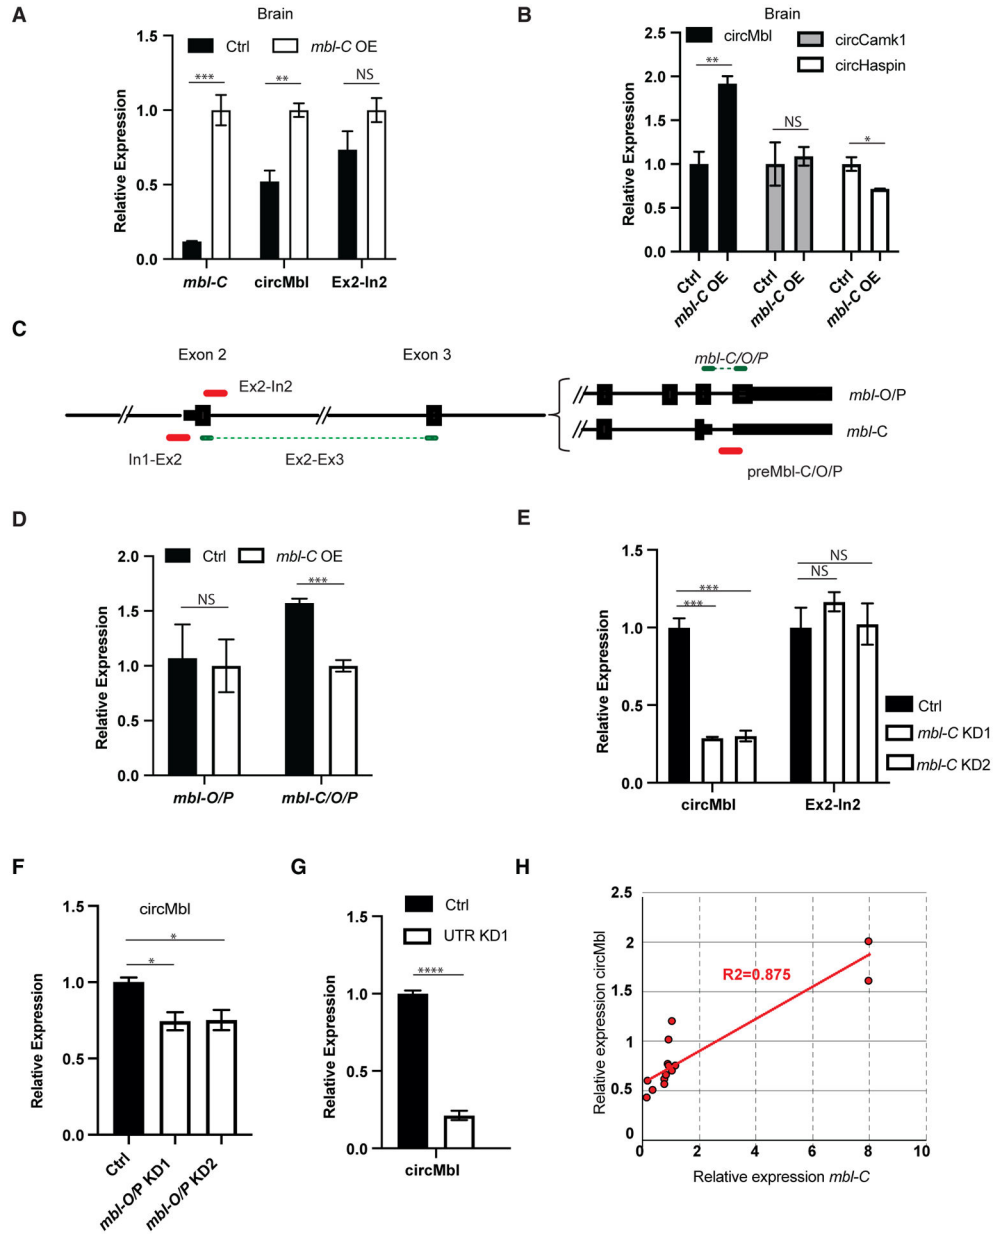 A
Brain
Ctrl
mbl-C OE
***
**
NS
1.5
1.0
0.5
0.0
Relative Expression
mbl-C
circMbl
Ex2-In2
B
Brain
circMbl
circCamk1
circHaspin
**
NS
*
2.5
2.0
1.5
1.0
0.5
0.0
Relative Expression
Ctrl
mbl-C OE
Ctrl
mbl-C OE
Ctrl
mbl-C OE
C
Exon 2
Exon 3
Ex2-In2
In1-Ex2
Ex2-Ex3
mbl-C/O/P
mbl-O/P
mbl-C
preMbl-C/O/P
D
Ctrl
mbl-C OE
NS
***
2.0
1.5
1.0
0.5
0.0
Relative Expression
mbl-O/P
mbl-C/O/P
E
1.5
1.0
0.5
0.0
Relative Expression
***
***
NS
NS
Ctrl
mbl-C KD1
mbl-C KD2
circMbl
Ex2-In2
F
circMbl
*
*
1.5
1.0
0.5
0.0
Relative Expression
Ctrl
mbl-O/P KD1
mbl-O/P KD2
G
Ctrl
UTR KD1
****
1.5
1.0
0.5
0.0
Relative Expression
circMbl
H
2.5
2
1.5
1
0.5
0
Relative expression circMbl
R2=0.875
0 2 4 6 8 10
Relative expression mbl-C